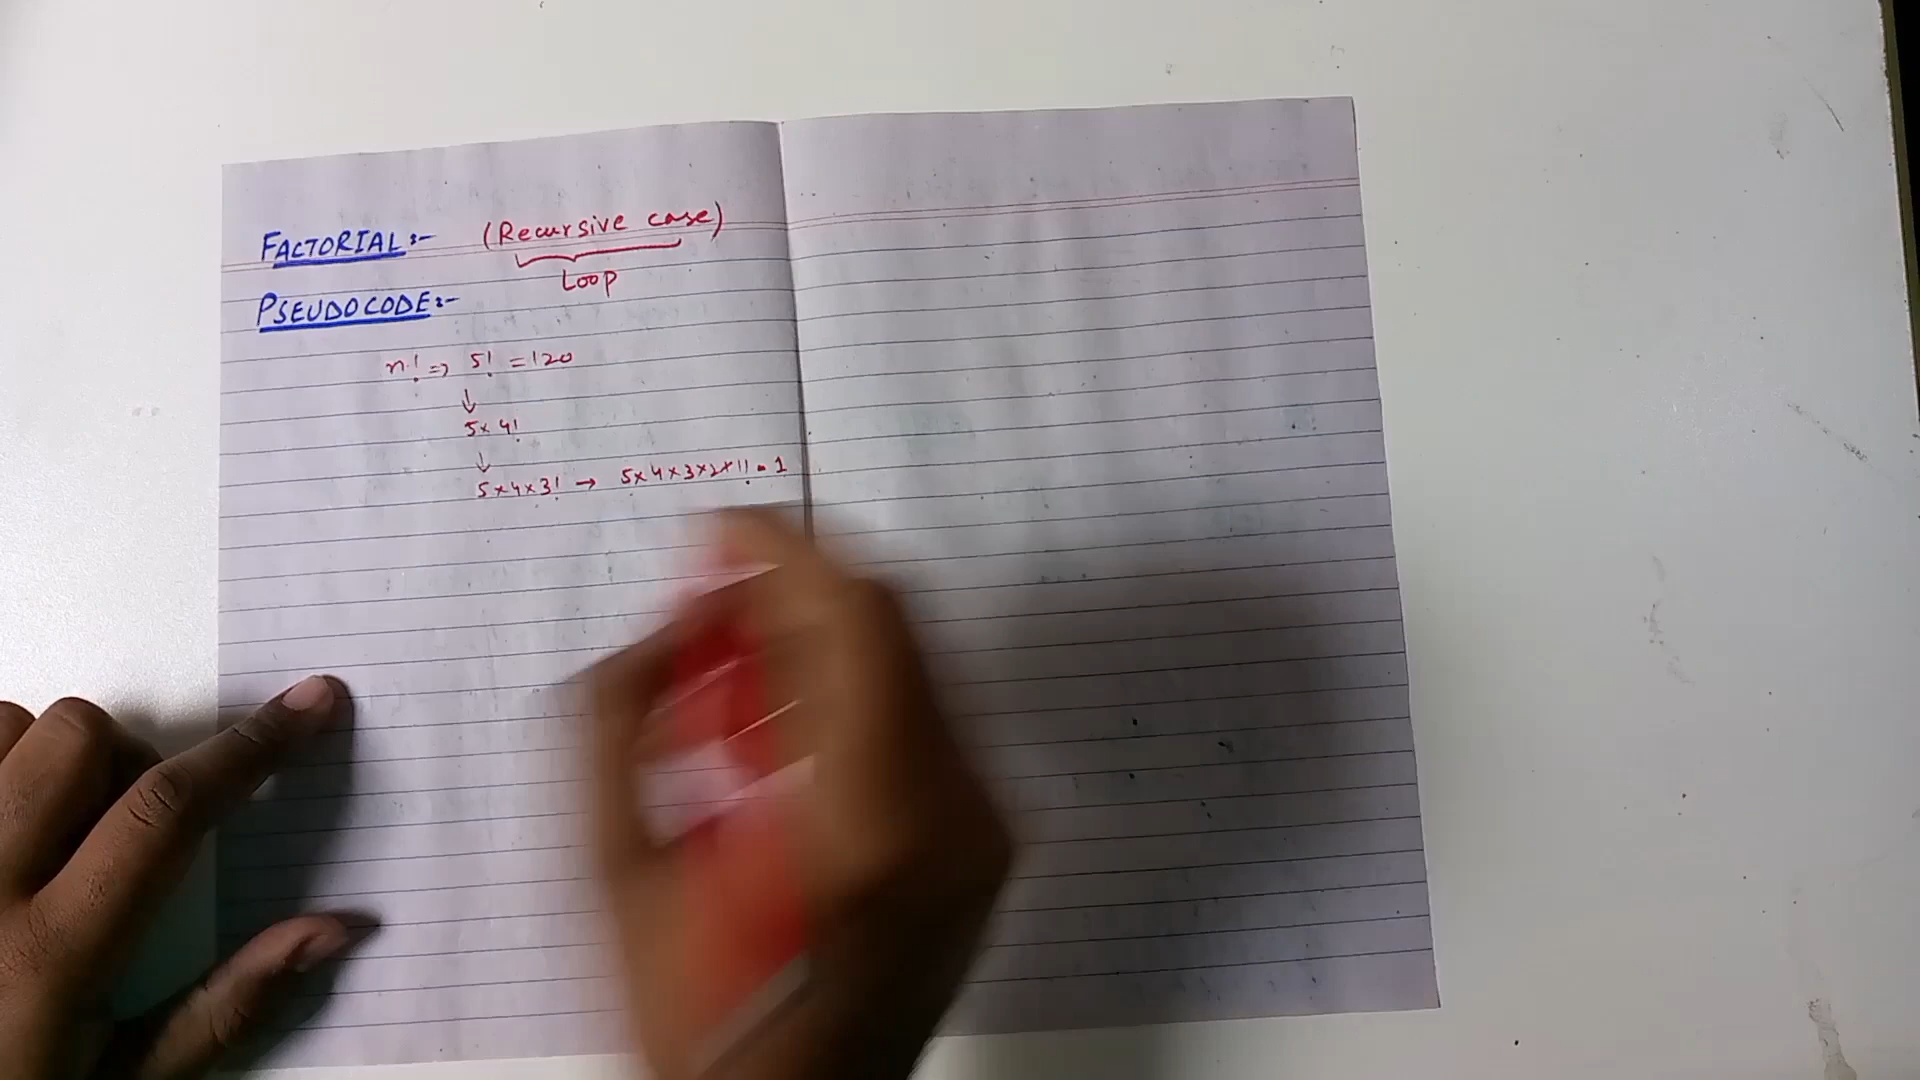 FACTORIAL:- (Recursive case)
Loop
PSEUDOCODE:-
n! => 5! = 120
↓
5 x 4!
↓
5 x 4 x 3! → 5 x 4 x 3 x 2 x 1! = 1